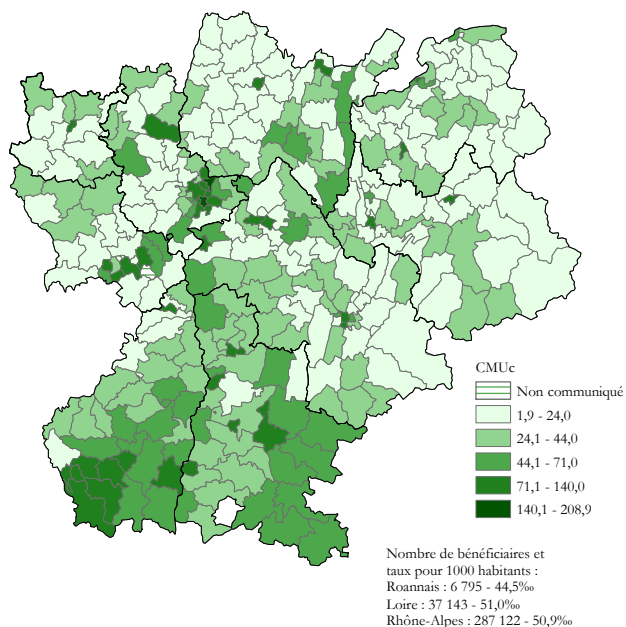 CMUc
Non communiqué
1,9 - 24,0
24,1 - 44,0
44,1 - 71,0
71,1 - 140,0
140,1 - 208,9
Nombre de bénéficiaires et
taux pour 1000 habitants :
Roannais : 6 795 - 44,5‰
Loire : 37 143 - 51,0‰
Rhône-Alpes : 287 122 - 50,9‰